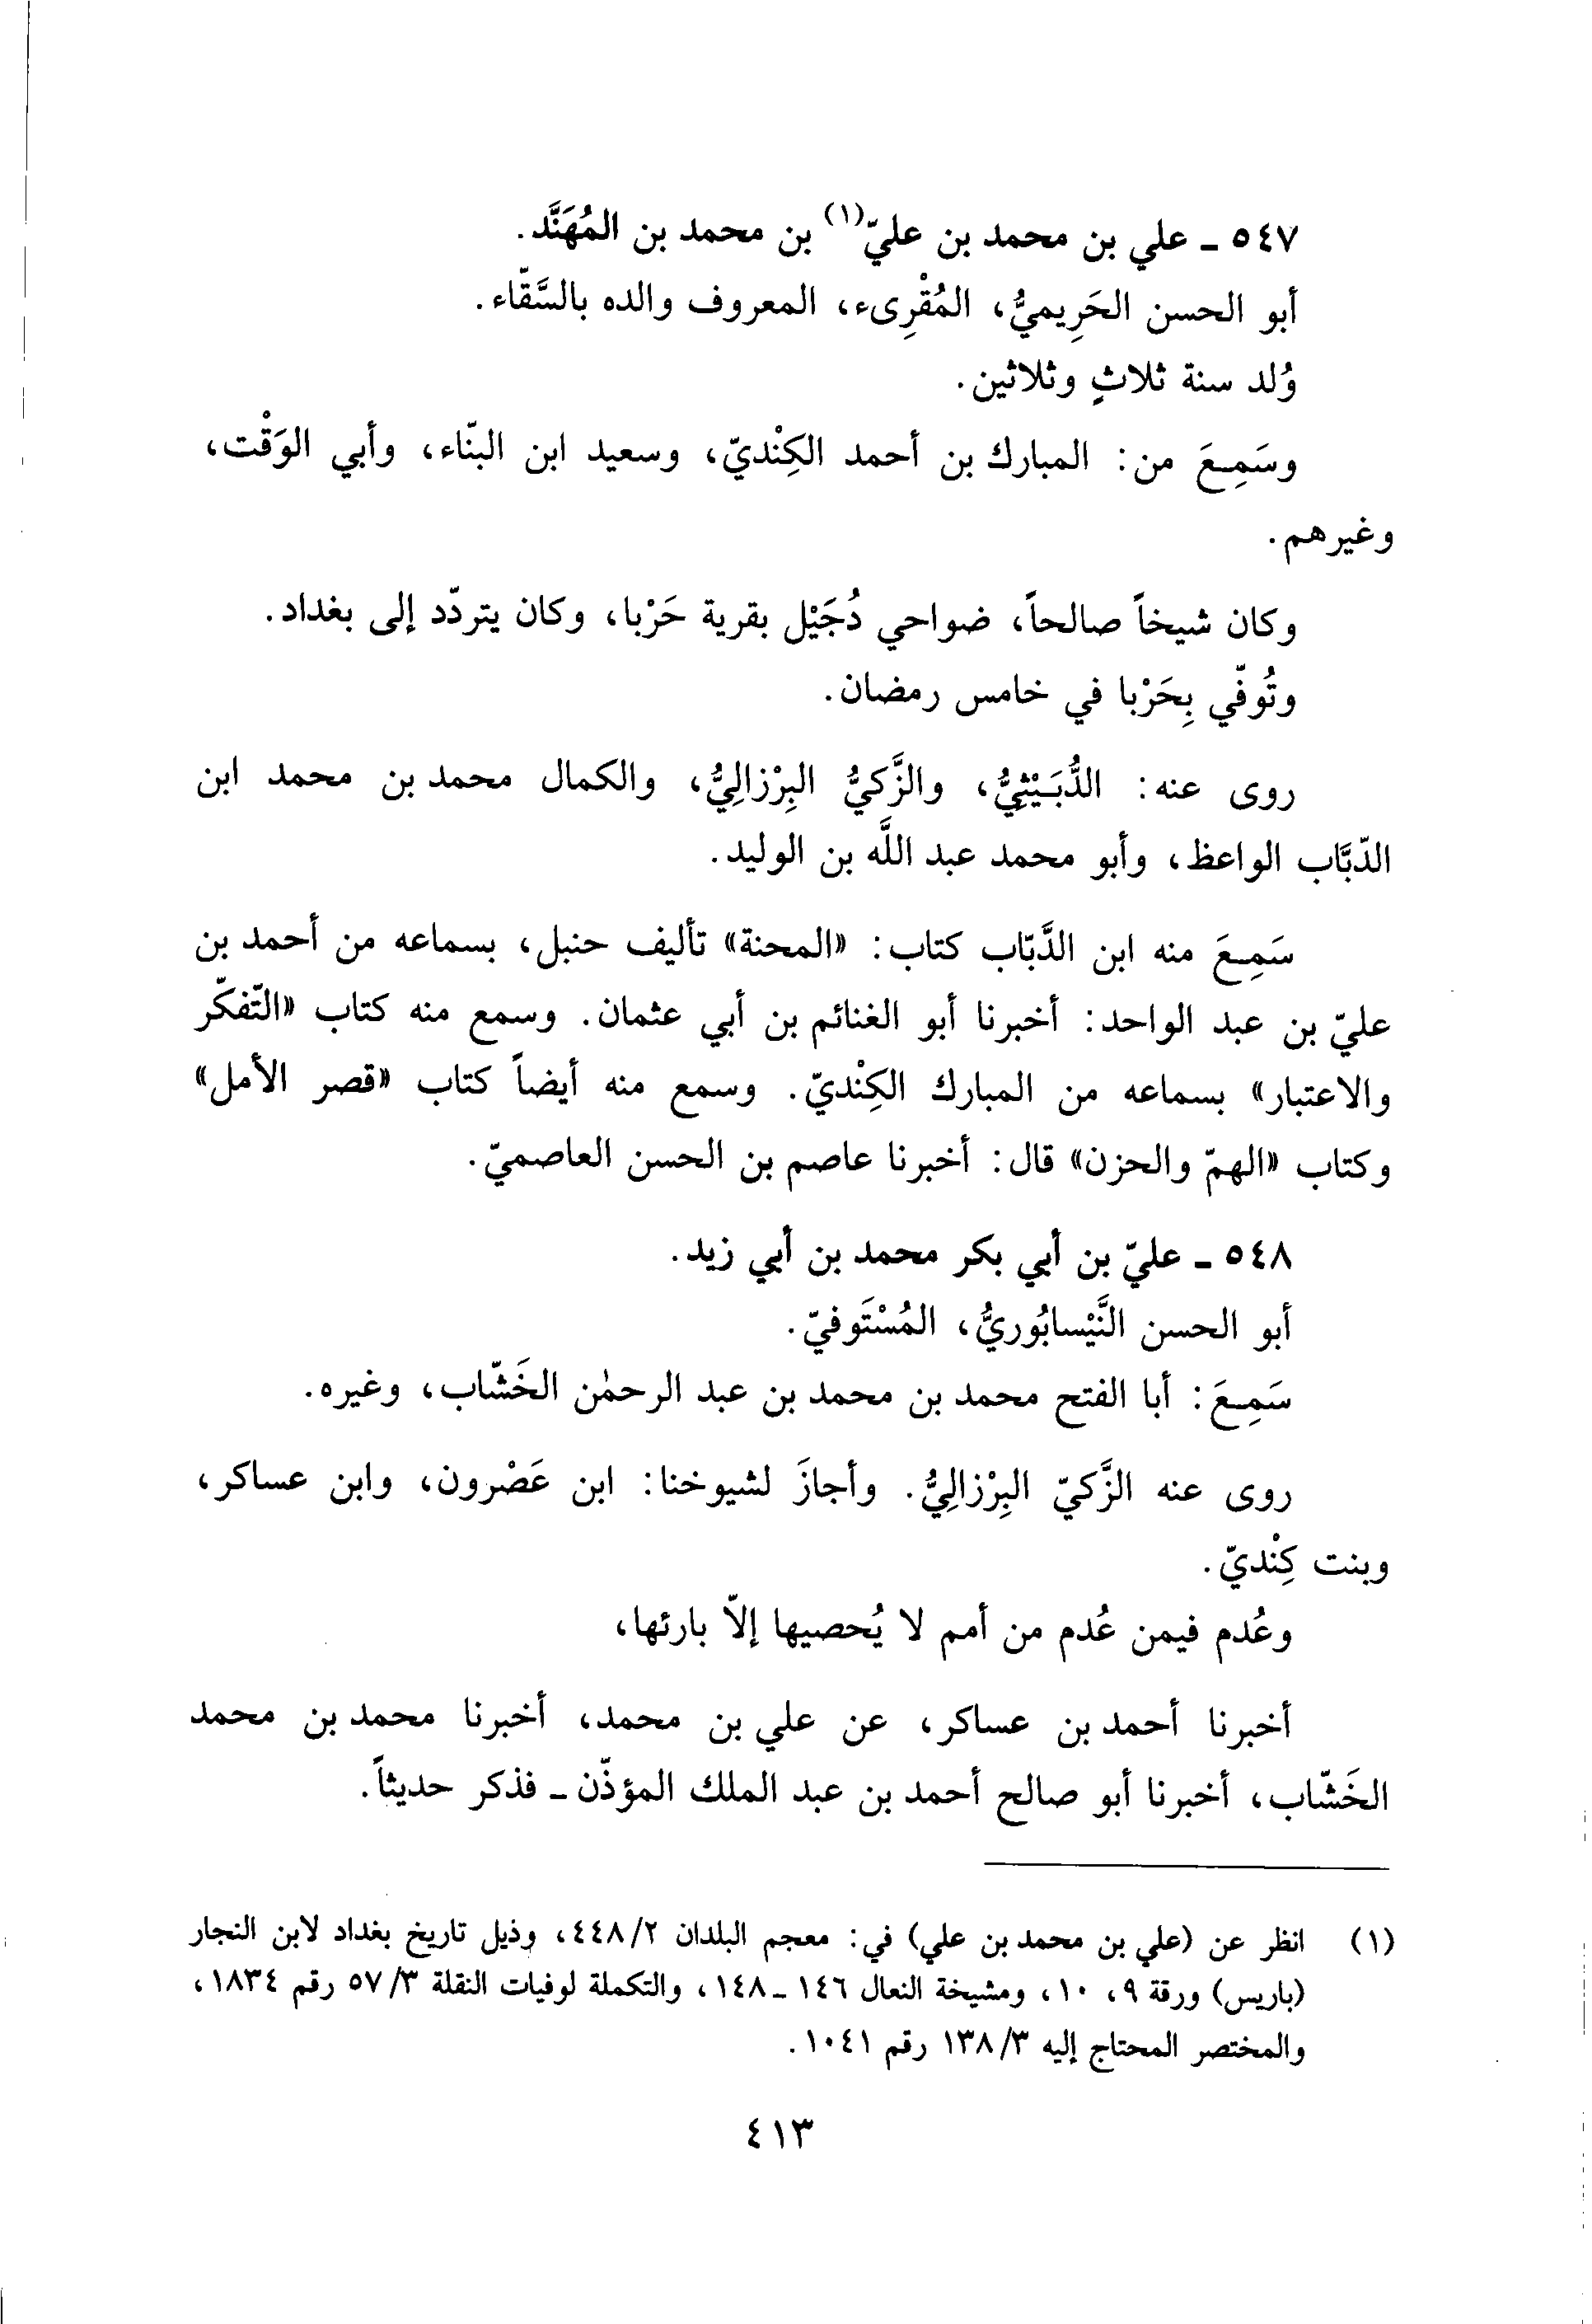 ٥٤٧ ـ علي بن محمد بن عليّ(١) بن محمد بن المُهَنَّد.
أبو الحسن الحَرِيميُّ، المُقْرِىء، المعروف والده بالسَّقّاء.
وُلد سنة ثلاثٍ وثلاثين.
وسَمِعَ من: المبارك بن أحمد الكِنْديّ، وسعيد ابن البنّاء، وأبي الوَقْت،
وغيرهم.
وكان شيخاً صالحاً، ضواحي دُجَيْل بقرية حَرْبا، وكان يتردّد إلى بغداد.
وتُوفّي بِحَرْبا في خامس رمضان.
روى عنه: الدُّبَيْثِيُّ، والزَّكيُّ البِرْزالِيُّ، والكمال محمد بن محمد ابن
الدّبَّاب الواعظ، وأبو محمد عبد اللَّه بن الوليد.
سَمِعَ منه ابن الدَّبّاب كتاب: «المحنة» تأليف حنبل، بسماعه من أحمد بن
عليّ بن عبد الواحد: أخبرنا أبو الغنائم بن أبي عثمان. وسمع منه كتاب «التّفكّر
والاعتبار» بسماعه من المبارك الكِنْديّ. وسمع منه أيضاً كتاب «قصر الأمل»
وكتاب «الهمّ والحزن» قال: أخبرنا عاصم بن الحسن العاصميّ.
٥٤٨ ـ عليّ بن أبي بكر محمد بن أبي زيد.
أبو الحسن النَّيْسابُوريُّ، المُسْتَوفيّ.
سَمِعَ: أبا الفتح محمد بن محمد بن عبد الرحمٰن الخَشّاب، وغيره.
روى عنه الزَّكيّ البِرْزالِيُّ. وأجازَ لشيوخنا: ابن عَصْرون، وابن عساكر،
وبنت كِنْديّ.
وعُدم فيمن عُدم من أمم لا يُحصيها إلاّ بارئها،
أخبرنا أحمد بن عساكر، عن علي بن محمد، أخبرنا محمد بن محمد
الخَشّاب، أخبرنا أبو صالح أحمد بن عبد الملك المؤذّن ـ فذكر حديثاً.
(١) انظر عن (علي بن محمد بن علي) في: معجم البلدان ٤٤٨/٢، وذيل تاريخ بغداد لابن النجار
(باريس) ورقة ٩، ١٠، ومشيخة النعال ١٤٦ ـ ١٤٨، والتكملة لوفيات النقلة ٥٧/٣ رقم ١٨٣٤،
والمختصر المحتاج إليه ١٣٨/٣ رقم ١٠٤١.
٤١٣